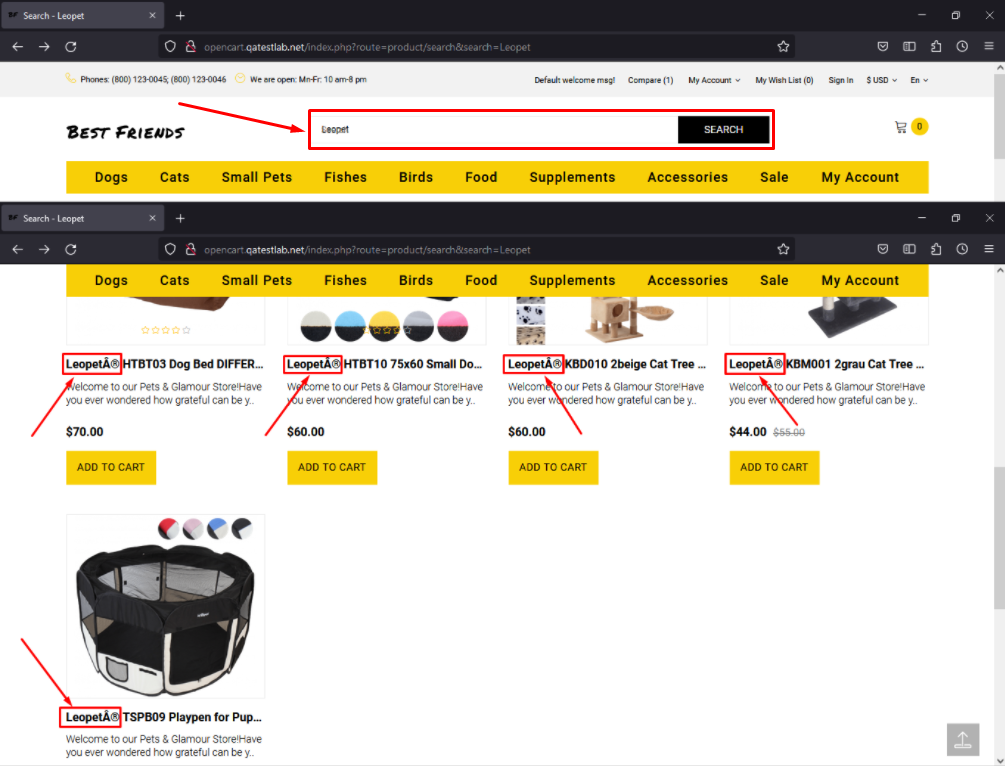 Search - Leopet
opencart.qatestlab.net/index.php?route=product/search&search=Leopet
Phones: (800) 123-0045; (800) 123-0046 We are open: Mn-Fr: 10 am-8 pm Default welcome msg! Compare (1) My Account My Wish List (0) Sign In $ USD En
BEST FRIENDS Leopet SEARCH 0
Dogs Cats Small Pets Fishes Birds Food Supplements Accessories Sale My Account
Search - Leopet
opencart.qatestlab.net/index.php?route=product/search&search=Leopet
Dogs Cats Small Pets Fishes Birds Food Supplements Accessories Sale My Account
LeopetÂ® HTBT03 Dog Bed DIFFER...
Welcome to our Pets & Glamour Store!Have
you ever wondered how grateful can be y..
$70.00
ADD TO CART
LeopetÂ® HTBT10 75x60 Small Do...
Welcome to our Pets & Glamour Store!Have
you ever wondered how grateful can be y..
$60.00
ADD TO CART
LeopetÂ® KBD010 2beige Cat Tree ...
Welcome to our Pets & Glamour Store!Have
you ever wondered how grateful can be y..
$60.00
ADD TO CART
LeopetÂ® KBM001 2grau Cat Tree ...
Welcome to our Pets & Glamour Store!Have
you ever wondered how grateful can be y..
$44.00 $55.00
ADD TO CART
LeopetÂ® TSPB09 Playpen for Pup...
Welcome to our Pets & Glamour Store!Have
you ever wondered how grateful can be y..